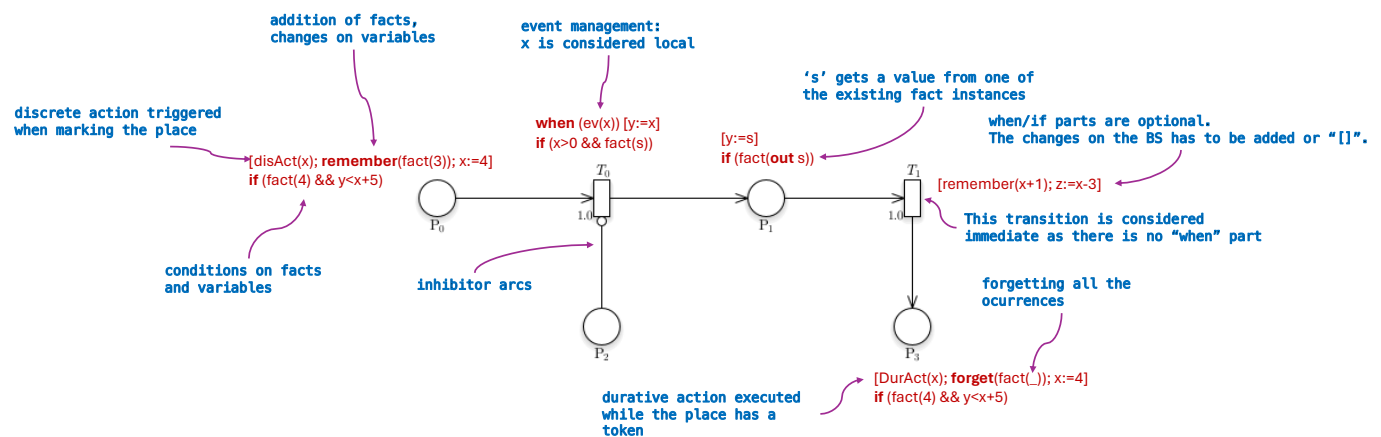 addition of facts,
changes on variables
event management:
x is considered local
‘s’ gets a value from one of
the existing fact instances
discrete action triggered
when marking the place
when/if parts are optional.
The changes on the BS has to be added or “[]”.
when (ev(x)) [y:=x]
if (x>0 && fact(s))
[y:=s]
if (fact(out s))
[disAct(x); remember(fact(3)); x:=4]
if (fact(4) && y<x+5)
T0
T1
[remember(x+1); z:=x-3]
1.0
1.0
P0
P1
This transition is considered
immediate as there is no “when” part
conditions on facts
and variables
inhibitor arcs
forgetting all the
ocurrences
P2
P3
[DurAct(x); forget(fact(_)); x:=4]
if (fact(4) && y<x+5)
durative action executed
while the place has a
token